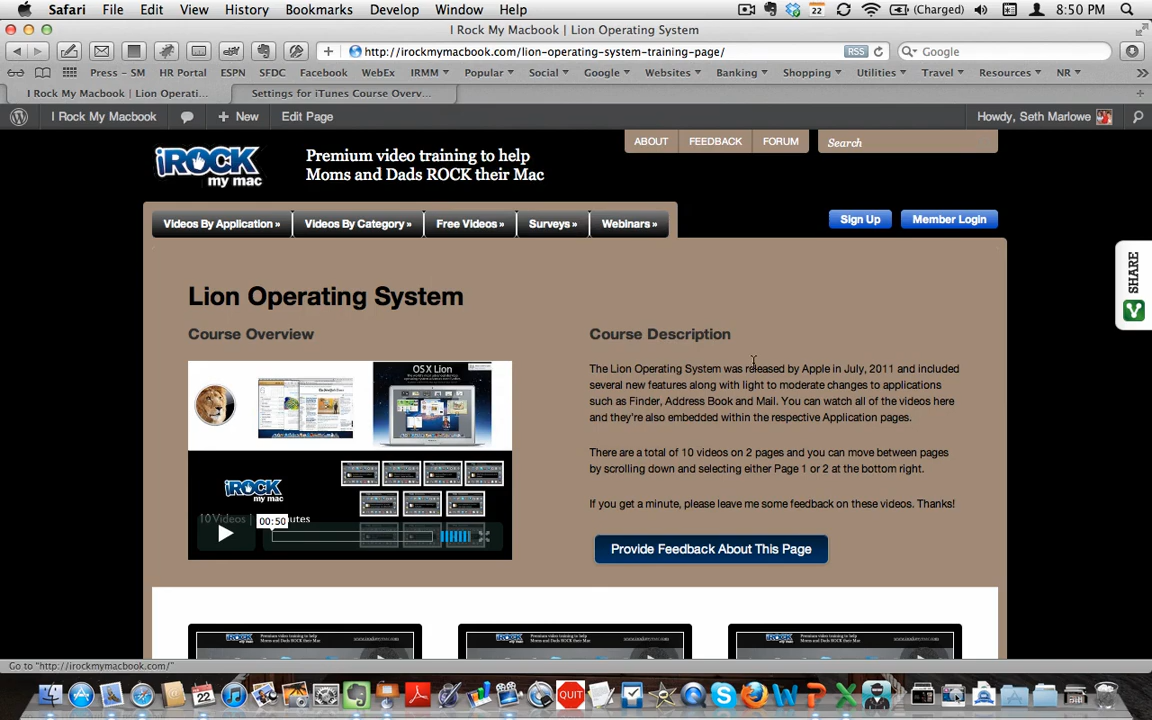 Safari File Edit View History Bookmarks Develop Window Help 22 (Charged) 8:50 PM
I Rock My Macbook | Lion Operating System
http://irockmymacbook.com/lion-operating-system-training-page/ RSS Google
Press - SM HR Portal ESPN SFDC Facebook WebEx IRMM Popular Social Google Websites Banking Shopping Utilities Travel Resources NR
I Rock My Macbook | Lion Operati... Settings for iTunes Course Overv...
I Rock My Macbook + New Edit Page Howdy, Seth Marlowe
ABOUT FEEDBACK FORUM Search
iROCK my mac
Premium video training to help
Moms and Dads ROCK their Mac
Videos By Application » Videos By Category » Free Videos » Surveys » Webinars » Sign Up Member Login
SHARE
Lion Operating System
Course Overview
OS X Lion
iROCK my mac
10 Videos |
00:50
Course Description
The Lion Operating System was released by Apple in July, 2011 and included
several new features along with light to moderate changes to applications
such as Finder, Address Book and Mail. You can watch all of the videos here
and they're also embedded within the respective Application pages.
There are a total of 10 videos on 2 pages and you can move between pages
by scrolling down and selecting either Page 1 or 2 at the bottom right.
If you get a minute, please leave me some feedback on these videos. Thanks!
Provide Feedback About This Page
Go to "http://irockmymacbook.com/"
22 QUIT